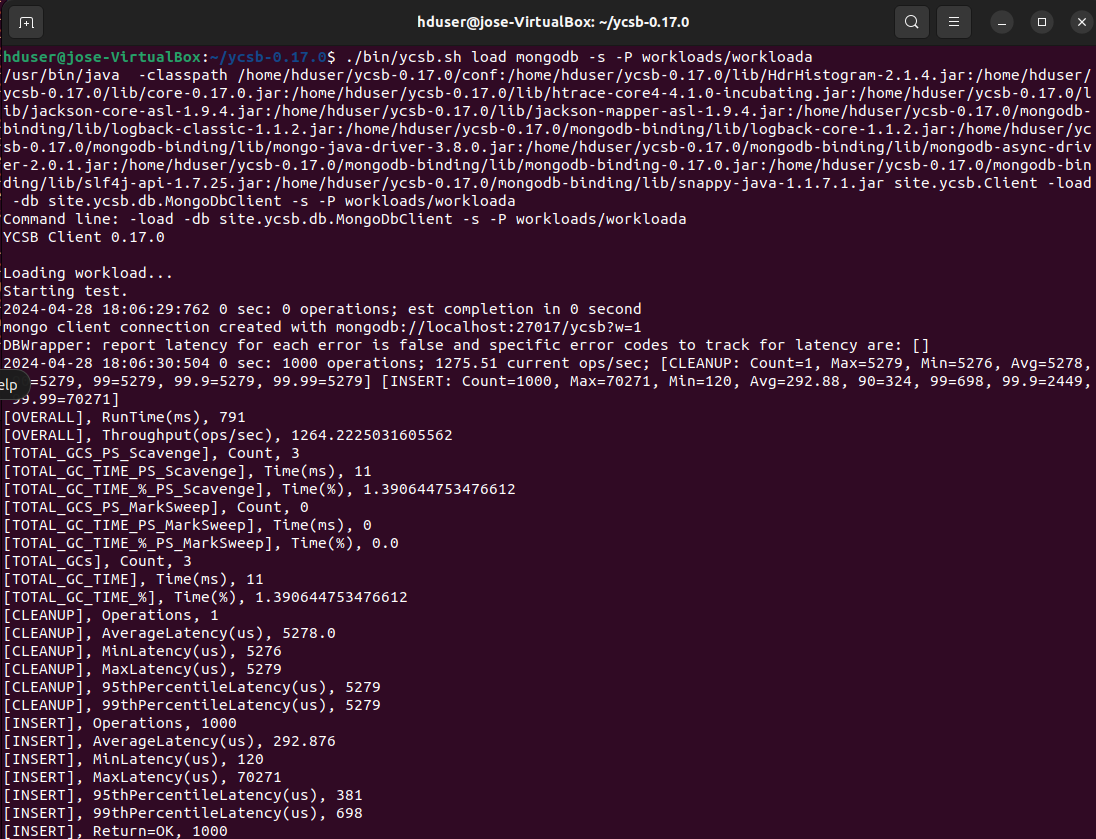 hduser@jose-VirtualBox: ~/ycsb-0.17.0
hduser@jose-VirtualBox:~/ycsb-0.17.0$ ./bin/ycsb.sh load mongodb -s -P workloads/workloada
/usr/bin/java  -classpath /home/hduser/ycsb-0.17.0/conf:/home/hduser/ycsb-0.17.0/lib/HdrHistogram-2.1.4.jar:/home/hduser/
ycsb-0.17.0/lib/core-0.17.0.jar:/home/hduser/ycsb-0.17.0/lib/htrace-core4-4.1.0-incubating.jar:/home/hduser/ycsb-0.17.0/l
ib/jackson-core-asl-1.9.4.jar:/home/hduser/ycsb-0.17.0/lib/jackson-mapper-asl-1.9.4.jar:/home/hduser/ycsb-0.17.0/mongodb-
binding/lib/logback-classic-1.1.2.jar:/home/hduser/ycsb-0.17.0/mongodb-binding/lib/logback-core-1.1.2.jar:/home/hduser/yc
sb-0.17.0/mongodb-binding/lib/mongo-java-driver-3.8.0.jar:/home/hduser/ycsb-0.17.0/mongodb-binding/lib/mongodb-async-driv
er-2.0.1.jar:/home/hduser/ycsb-0.17.0/mongodb-binding/lib/mongodb-binding-0.17.0.jar:/home/hduser/ycsb-0.17.0/mongodb-bin
ding/lib/slf4j-api-1.7.25.jar:/home/hduser/ycsb-0.17.0/mongodb-binding/lib/snappy-java-1.1.7.1.jar site.ycsb.Client -load
 -db site.ycsb.db.MongoDbClient -s -P workloads/workloada
Command line: -load -db site.ycsb.db.MongoDbClient -s -P workloads/workloada
YCSB Client 0.17.0
Loading workload...
Starting test.
2024-04-28 18:06:29:762 0 sec: 0 operations; est completion in 0 second
mongo client connection created with mongodb://localhost:27017/ycsb?w=1
DBWrapper: report latency for each error is false and specific error codes to track for latency are: []
2024-04-28 18:06:30:504 0 sec: 1000 operations; 1275.51 current ops/sec; [CLEANUP: Count=1, Max=5279, Min=5276, Avg=5278,
elp =5279, 99=5279, 99.9=5279, 99.99=5279] [INSERT: Count=1000, Max=70271, Min=120, Avg=292.88, 90=324, 99=698, 99.9=2449,
 99.99=70271]
[OVERALL], RunTime(ms), 791
[OVERALL], Throughput(ops/sec), 1264.2225031605562
[TOTAL_GCS_PS_Scavenge], Count, 3
[TOTAL_GC_TIME_PS_Scavenge], Time(ms), 11
[TOTAL_GC_TIME_%_PS_Scavenge], Time(%), 1.390644753476612
[TOTAL_GCS_PS_MarkSweep], Count, 0
[TOTAL_GC_TIME_PS_MarkSweep], Time(ms), 0
[TOTAL_GC_TIME_%_PS_MarkSweep], Time(%), 0.0
[TOTAL_GCs], Count, 3
[TOTAL_GC_TIME], Time(ms), 11
[TOTAL_GC_TIME_%], Time(%), 1.390644753476612
[CLEANUP], Operations, 1
[CLEANUP], AverageLatency(us), 5278.0
[CLEANUP], MinLatency(us), 5276
[CLEANUP], MaxLatency(us), 5279
[CLEANUP], 95thPercentileLatency(us), 5279
[CLEANUP], 99thPercentileLatency(us), 5279
[INSERT], Operations, 1000
[INSERT], AverageLatency(us), 292.876
[INSERT], MinLatency(us), 120
[INSERT], MaxLatency(us), 70271
[INSERT], 95thPercentileLatency(us), 381
[INSERT], 99thPercentileLatency(us), 698
[INSERT], Return=OK, 1000